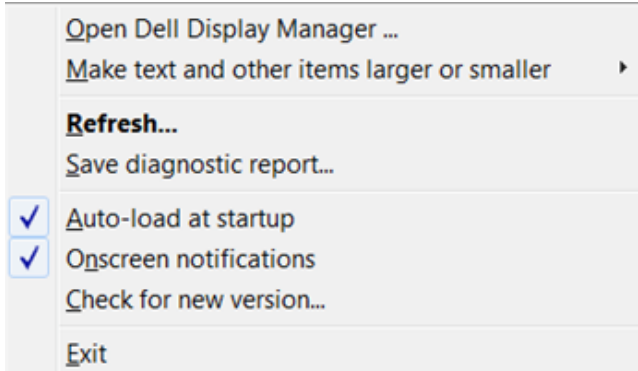 Open Dell Display Manager ...
Make text and other items larger or smaller
Refresh...
Save diagnostic report...
Auto-load at startup
Onscreen notifications
Check for new version...
Exit